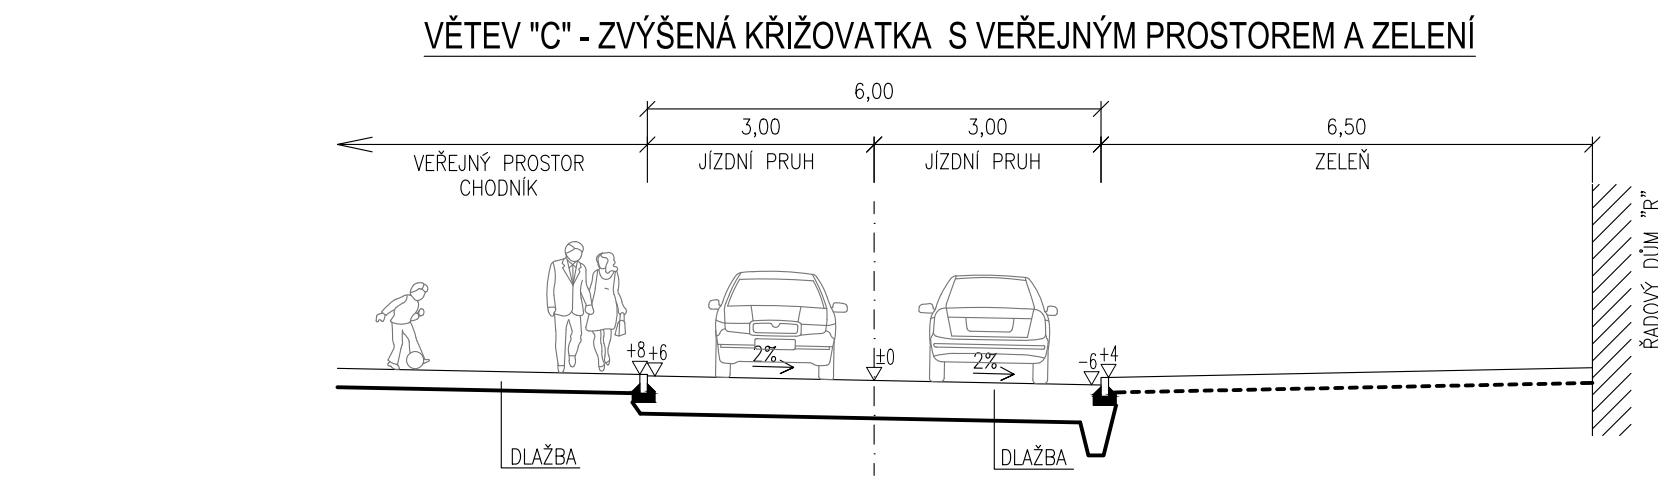 VĚTEV "C" - ZVÝŠENÁ KŘIŽOVATKA S VEŘEJNÝM PROSTOREM A ZELENÍ
6,00
3,00
3,00
6,50
VEŘEJNÝ PROSTOR
CHODNÍK
JÍZDNÍ PRUH
JÍZDNÍ PRUH
ZELEŇ
ŘADOVÝ DŮM "R"
+8
+6
2%
±0
2%
-6
+4
DLAŽBA
DLAŽBA